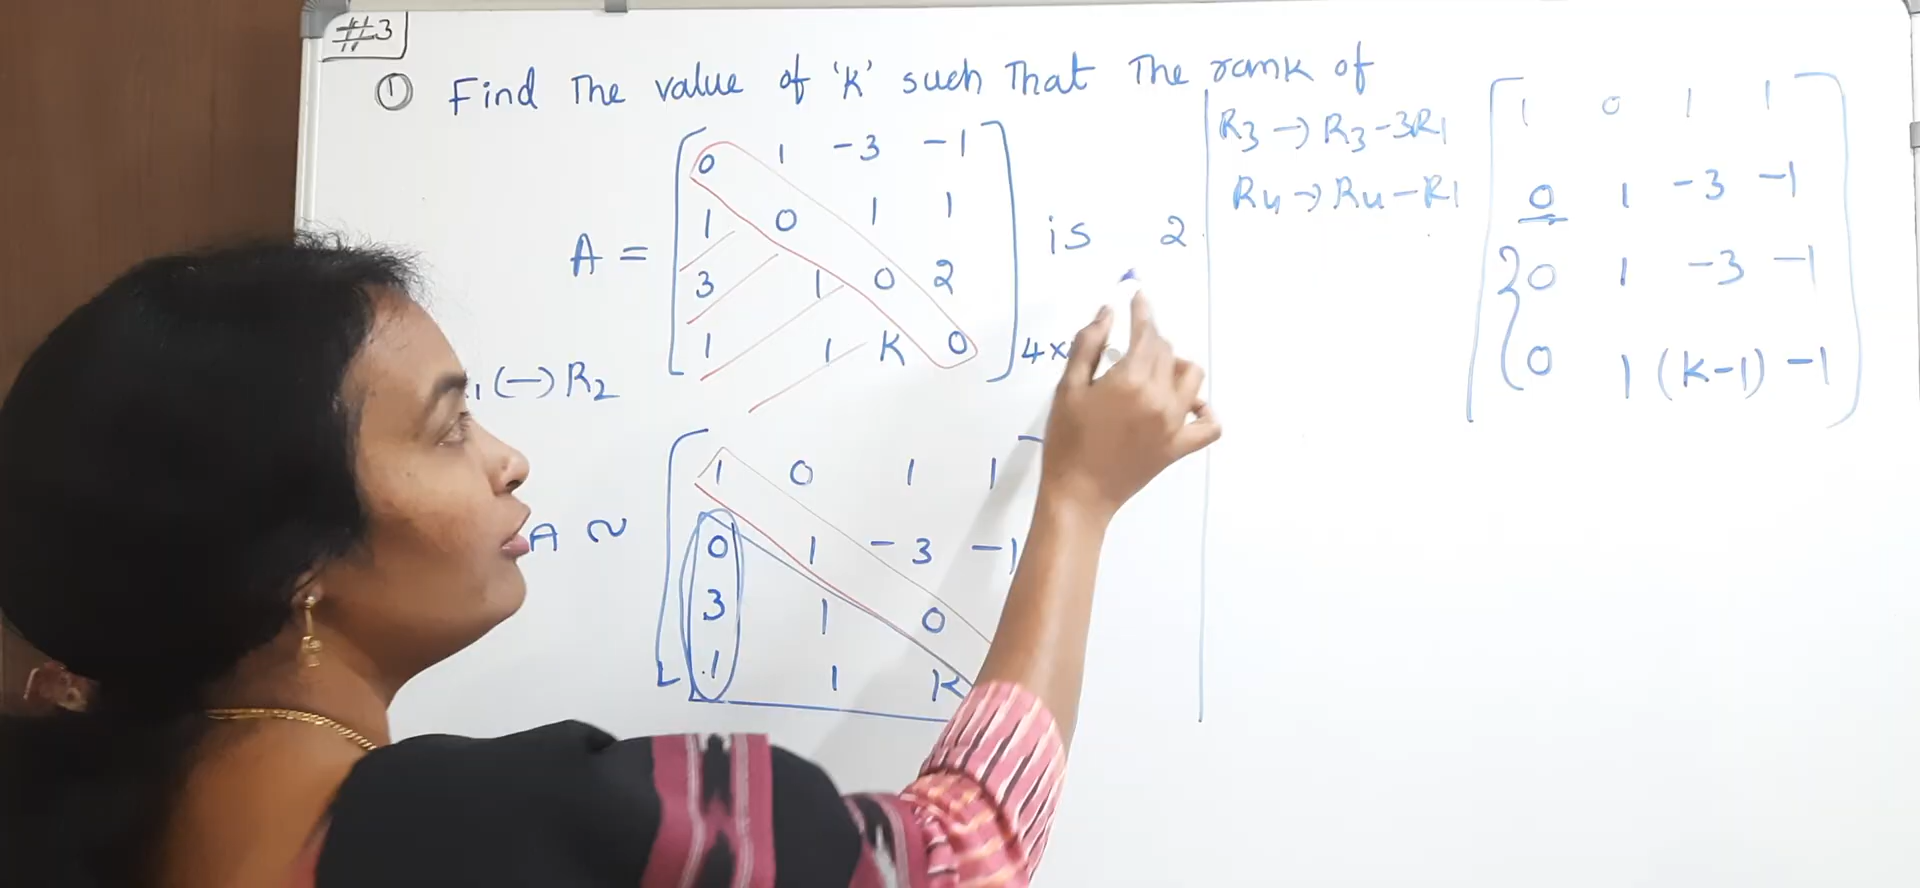 #3
① Find The value of 'K' such That The rank of
A = [ 0 1 -3 -1
1 0 1 1
3 1 0 2
1 1 K 0 ] 4× is 2
1 (—) R2
A ~ [ 1 0 1 1
0 1 -3 -1
3 1 0
1 1 K
R3 → R3-3R1
R4 → R4-R1
[ 1 0 1 1
0 1 -3 -1
0 1 -3 -1
0 1 (K-1) -1 ]